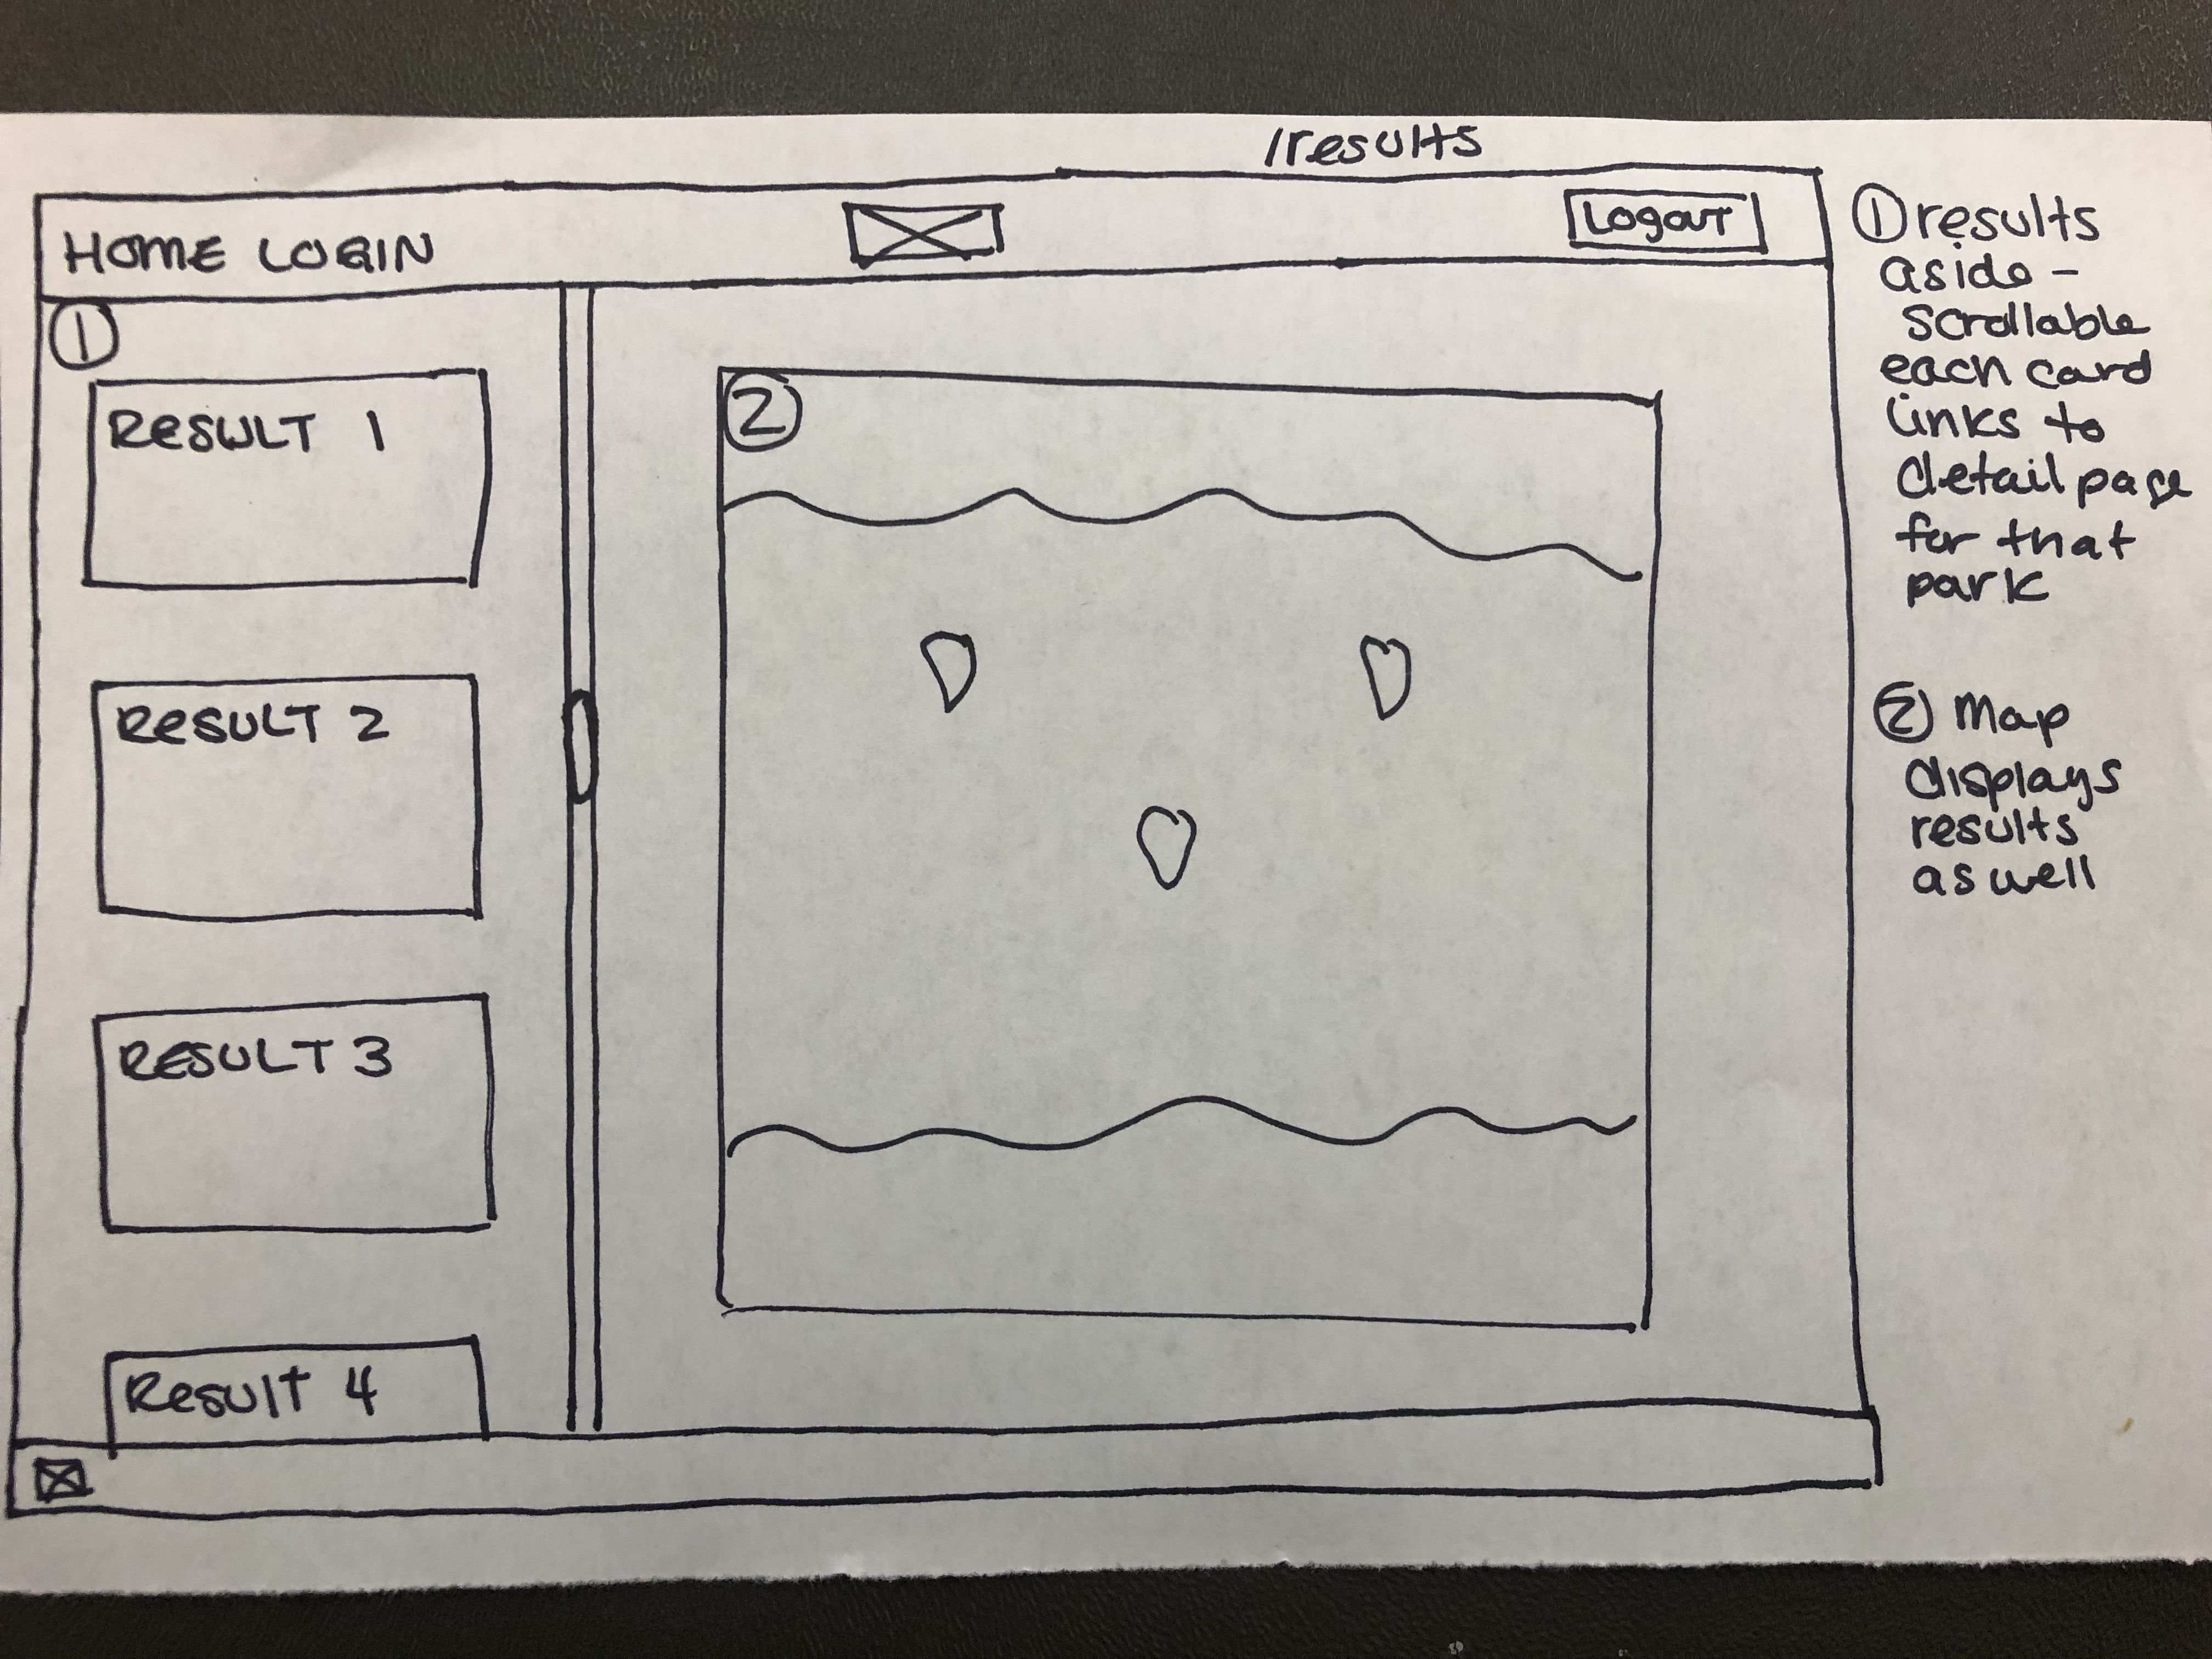 /results
HOME LOGIN
Logout
1
RESULT 1
RESULT 2
RESULT 3
Result 4
2
1 results
aside -
scrollable
each card
links to
detail page
for that
park
2 Map
displays
results
as well